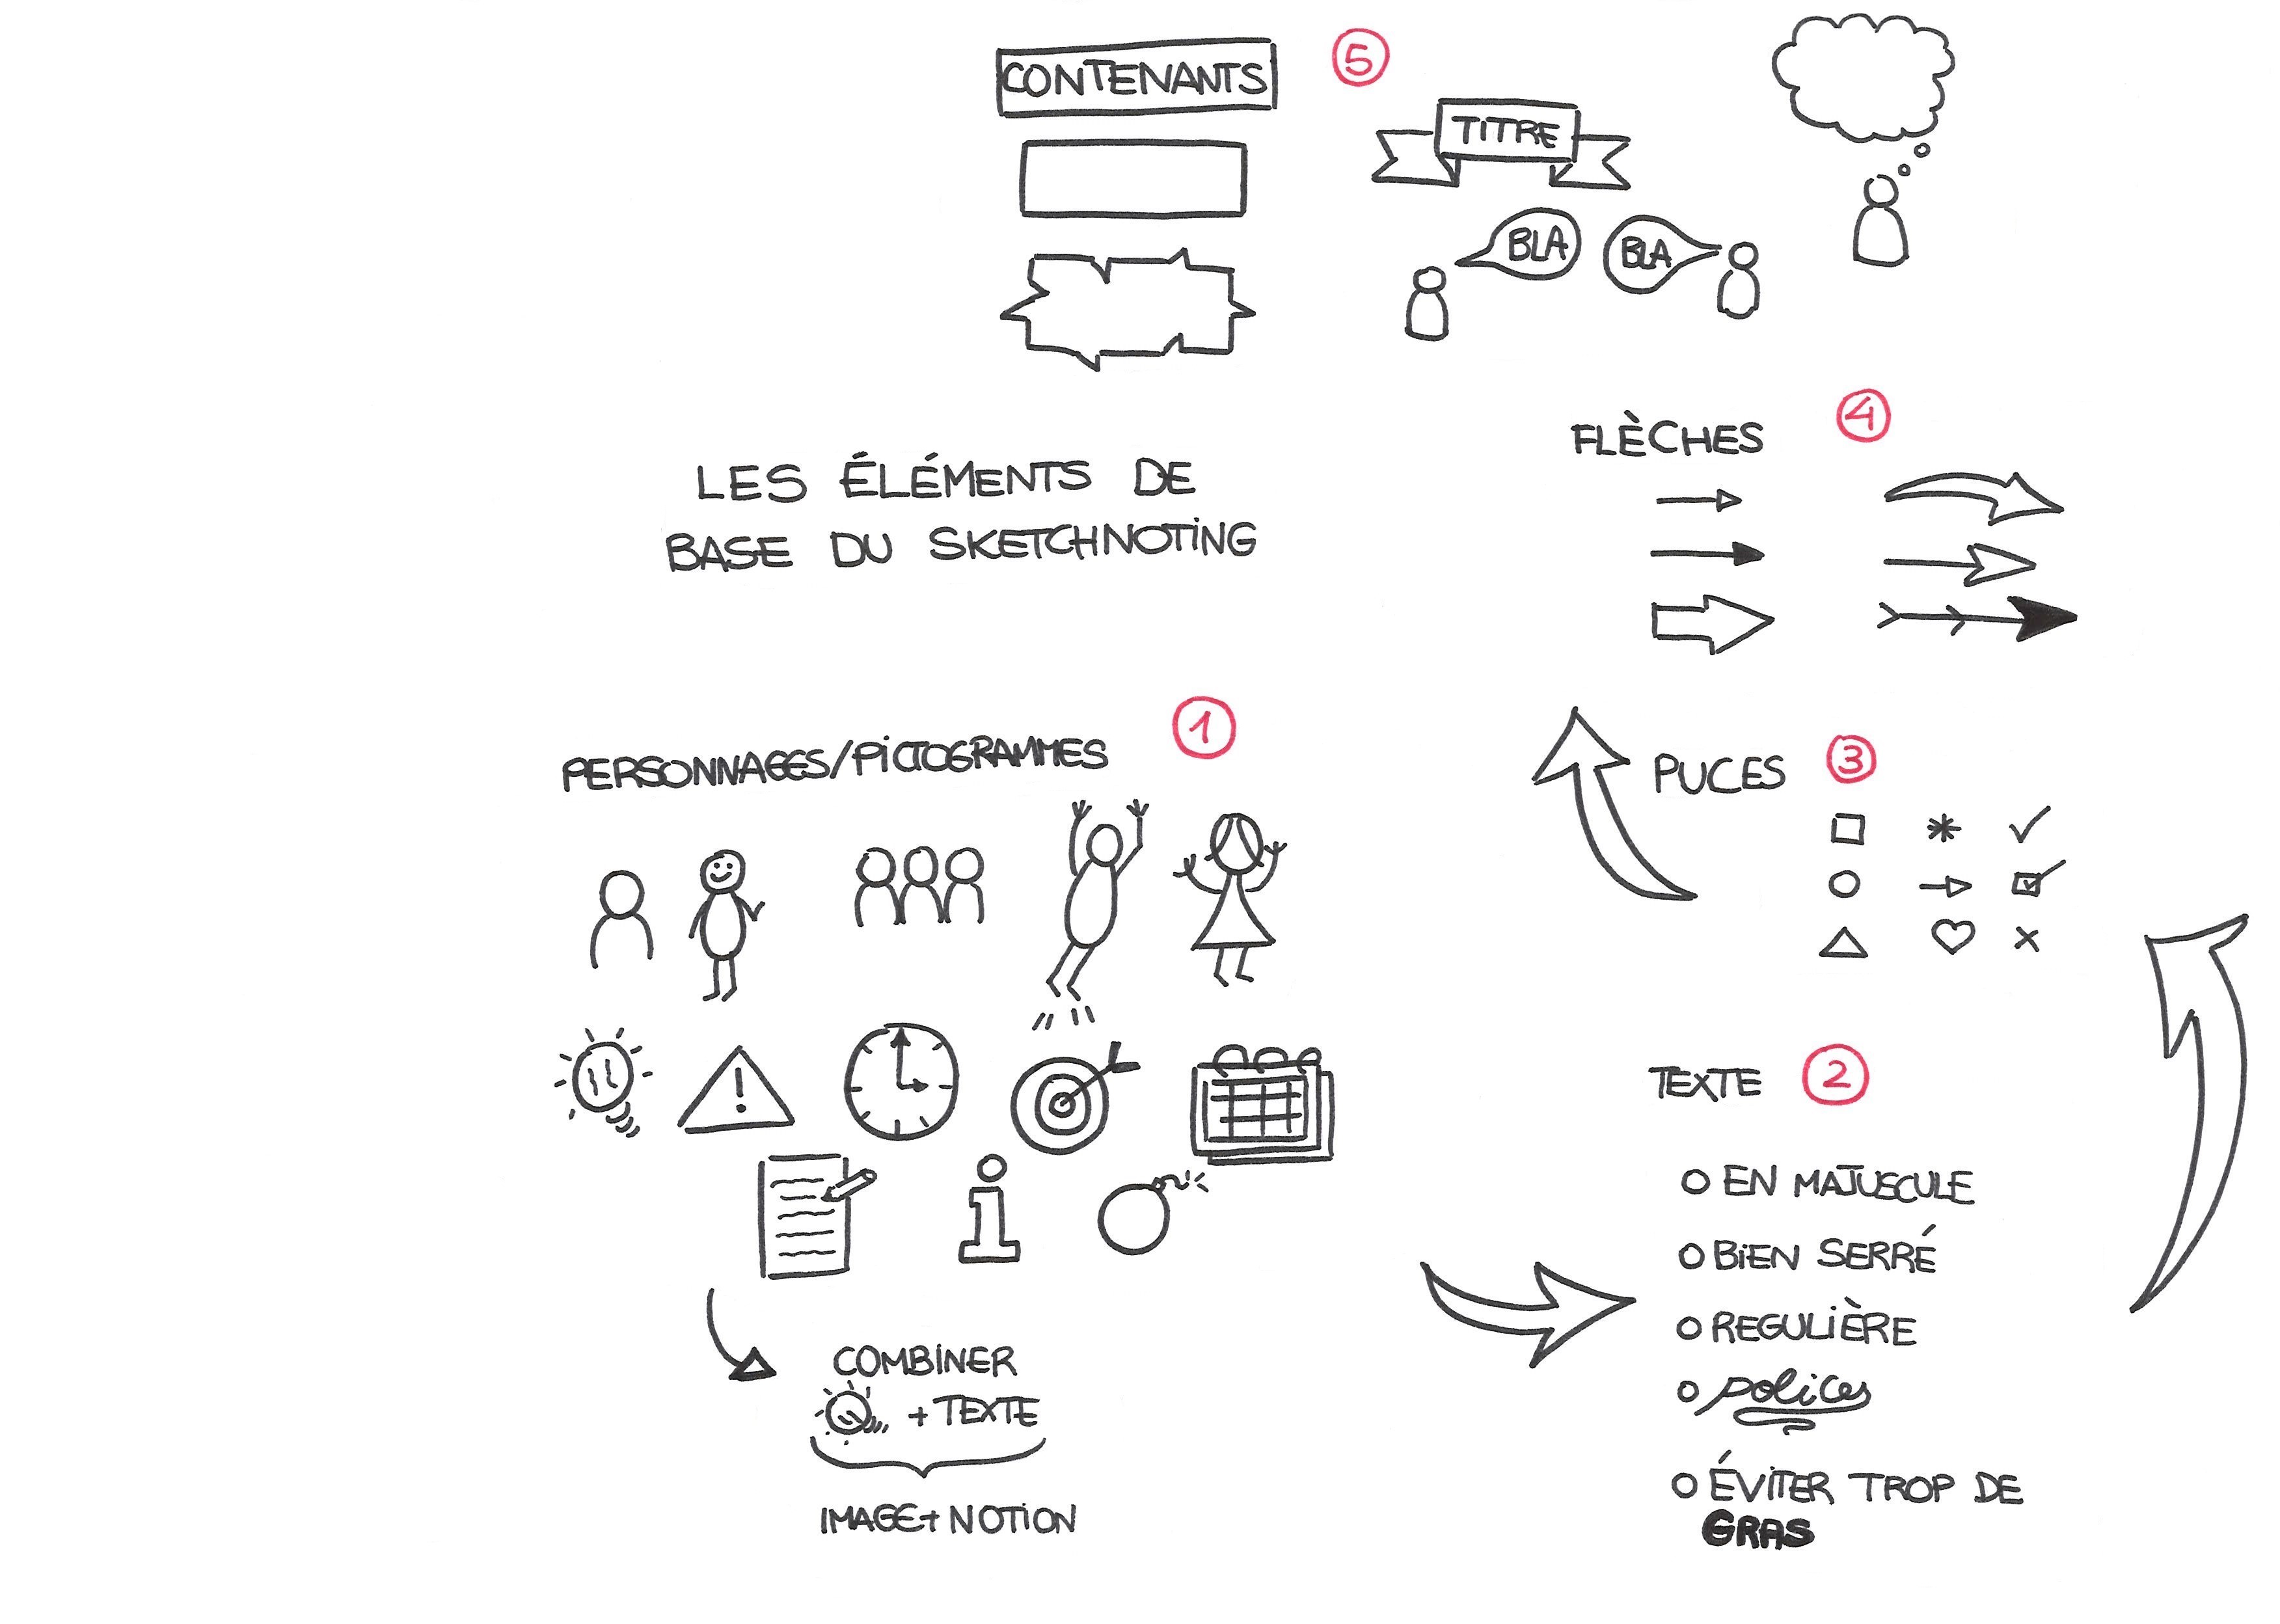 CONTENANTS
5
TITRE
BLA
BLA
FLÈCHES
4
LES ÉLÉMENTS DE
BASE DU SKETCHNOTING
PERSONNAGES/PICTOGRAMMES
1
!
i
COMBINER
+ TEXTE
IMAGE + NOTION
PUCES
3
TEXTE
2
O EN MAJUSCULE
O BIEN SERRÉ
O REGULIÈRE
O polices
O ÉVITER TROP DE
GRAS